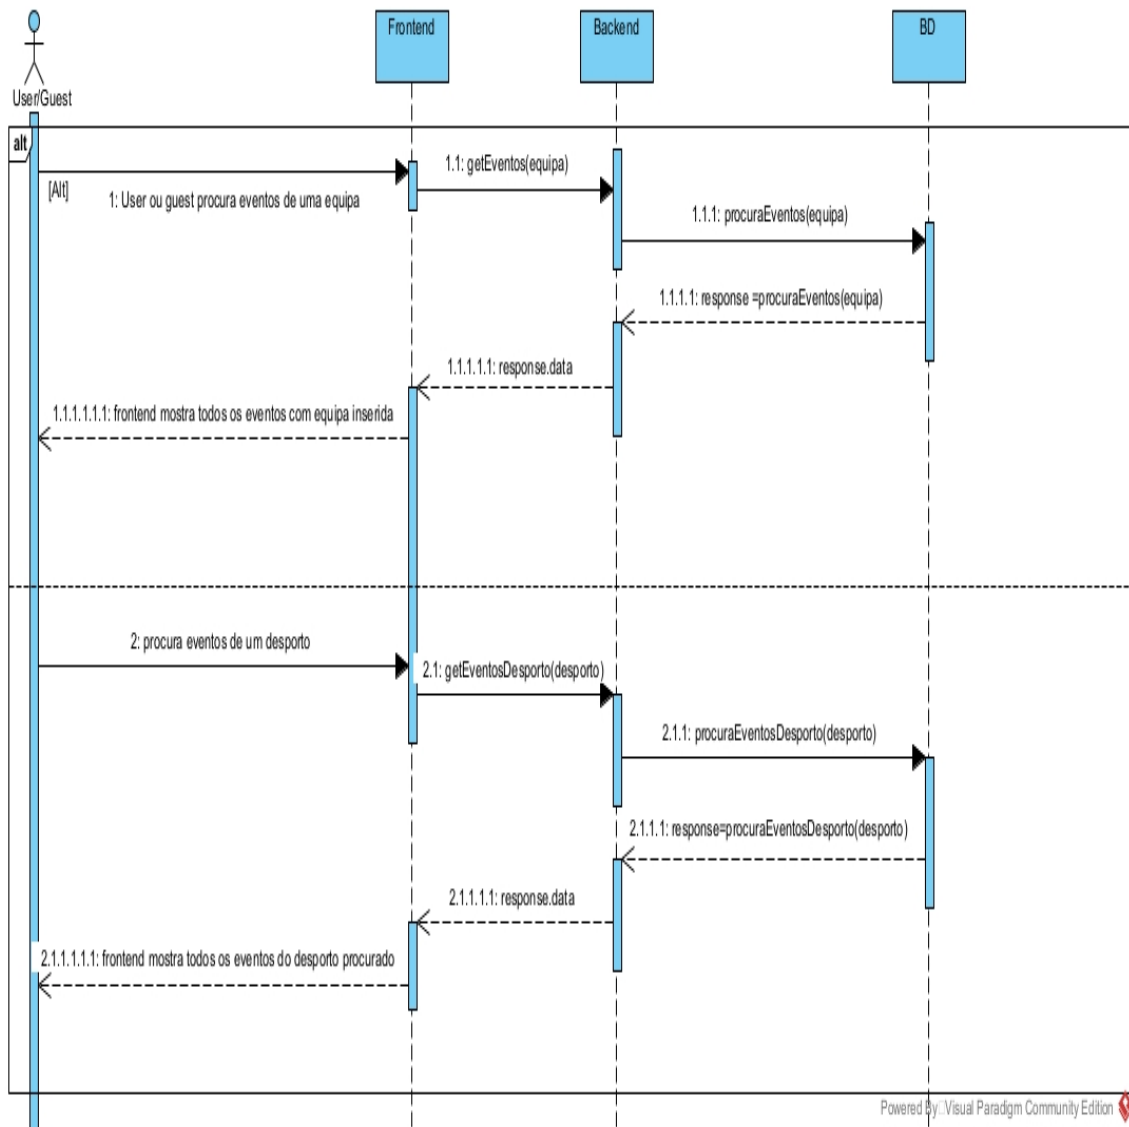 Frontend
Backend
BD
User/Guest
alt
[Alt]
1: User ou guest procura eventos de uma equipa
1.1: getEventos(equipa)
1.1.1: procuraEventos(equipa)
1.1.1.1: response =procuraEventos(equipa)
1.1.1.1.1: response.data
1.1.1.1.1.1: frontend mostra todos os eventos com equipa inserida
2: procura eventos de um desporto
2.1: getEventosDesporto(desporto)
2.1.1: procuraEventosDesporto(desporto)
2.1.1.1: response=procuraEventosDesporto(desporto)
2.1.1.1.1: response.data
2.1.1.1.1.1: frontend mostra todos os eventos do desporto procurado
Powered By Visual Paradigm Community Edition